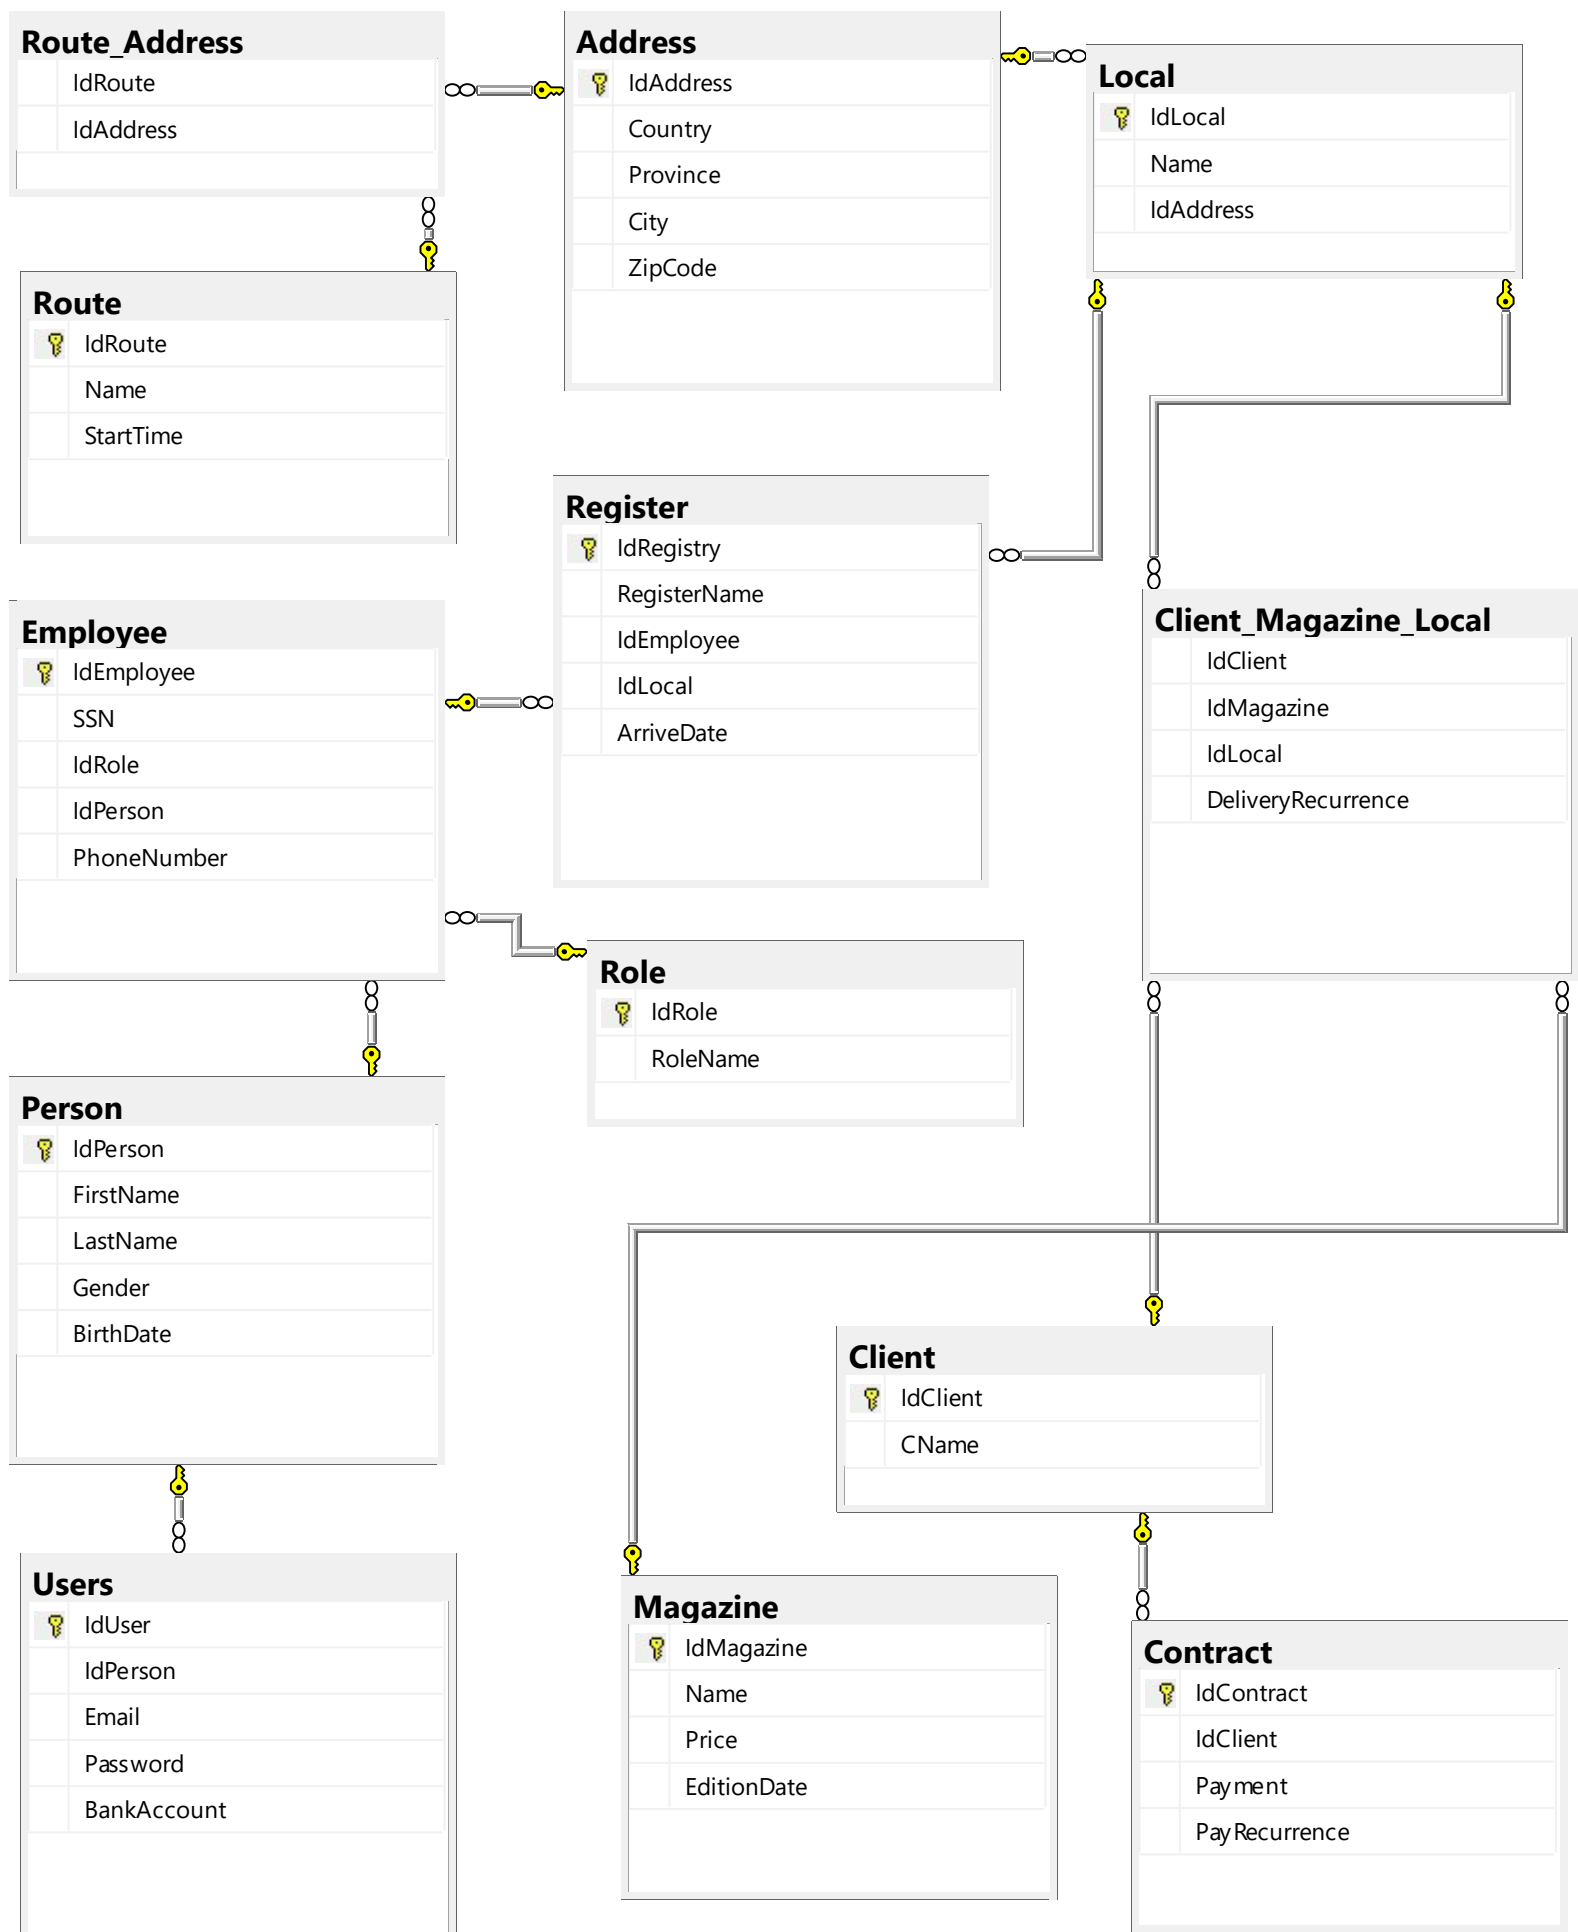 Route_Address
IdRoute
IdAddress
Address
IdAddress
Country
Province
City
ZipCode
Local
IdLocal
Name
IdAddress
Route
IdRoute
Name
StartTime
Register
IdRegistry
RegisterName
IdEmployee
IdLocal
ArriveDate
Employee
IdEmployee
SSN
IdRole
IdPerson
PhoneNumber
Client_Magazine_Local
IdClient
IdMagazine
IdLocal
DeliveryRecurrence
Role
IdRole
RoleName
Person
IdPerson
FirstName
LastName
Gender
BirthDate
Client
IdClient
CName
Users
IdUser
IdPerson
Email
Password
BankAccount
Magazine
IdMagazine
Name
Price
EditionDate
Contract
IdContract
IdClient
Payment
PayRecurrence